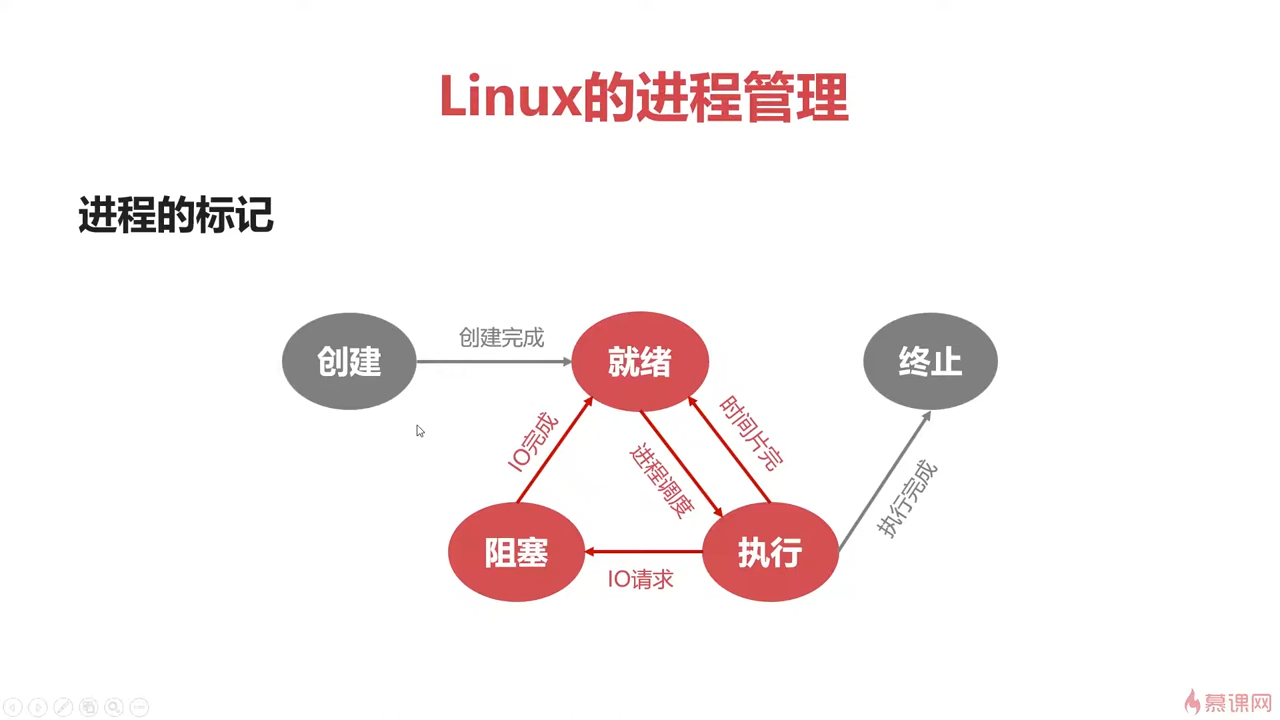 Linux的进程管理
进程的标记
创建
创建完成
就绪
终止
IO完成
进程调度
时间片完
执行完成
阻塞
IO请求
执行
慕课网